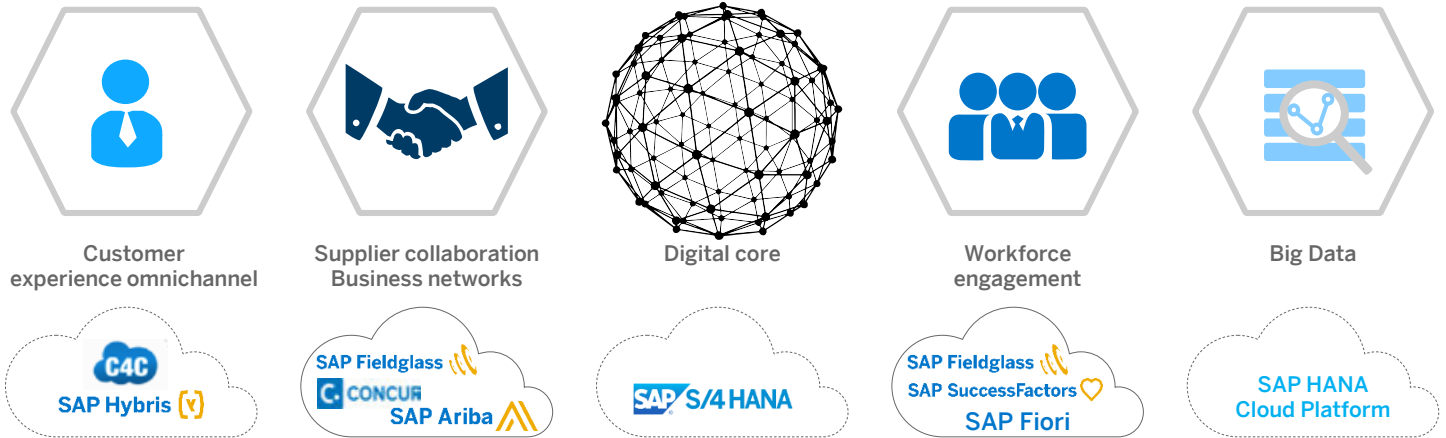 Customer
experience omnichannel
Supplier collaboration
Business networks
Digital core
Workforce
engagement
Big Data
C4C
SAP Hybris (Y)
SAP Fieldglass
C. CONCUR
SAP Ariba
SAP S/4HANA
SAP Fieldglass
SAP SuccessFactors
SAP Fiori
SAP HANA
Cloud Platform